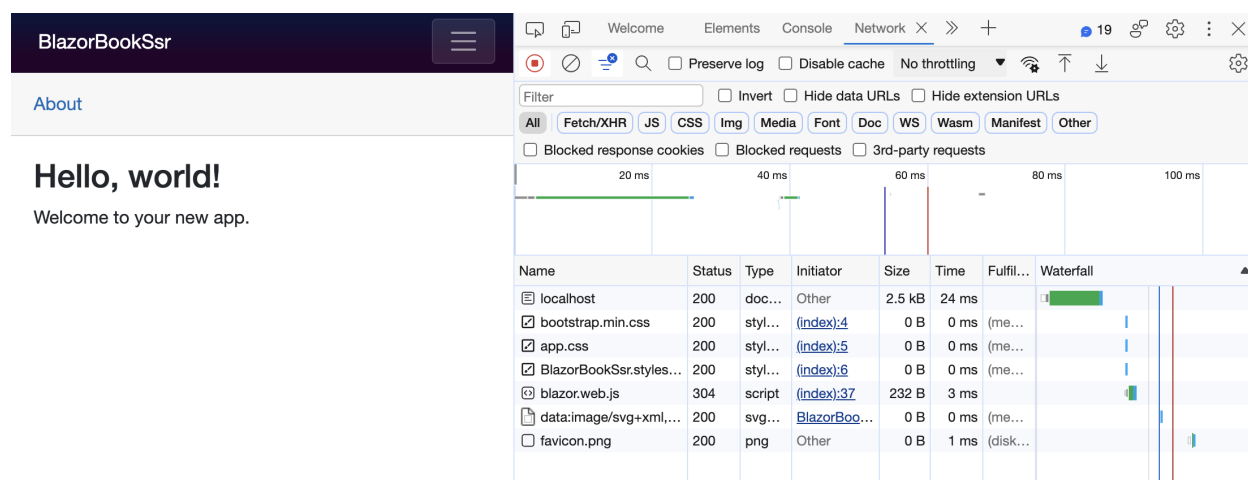 BlazorBookSsr
About
Hello, world!
Welcome to your new app.
Welcome Elements Console Network 19
Preserve log Disable cache No throttling
Filter Invert Hide data URLs Hide extension URLs
All Fetch/XHR JS CSS Img Media Font Doc WS Wasm Manifest Other
Blocked response cookies Blocked requests 3rd-party requests
20 ms 40 ms 60 ms 80 ms 100 ms
Name Status Type Initiator Size Time Fulfil... Waterfall
localhost 200 doc... Other 2.5 kB 24 ms
bootstrap.min.css 200 styl... (index):4 0 B 0 ms (me...
app.css 200 styl... (index):5 0 B 0 ms (me...
BlazorBookSsr.styles... 200 styl... (index):6 0 B 0 ms (me...
blazor.web.js 304 script (index):37 232 B 3 ms
data:image/svg+xml,... 200 svg... BlazorBoo... 0 B 0 ms (me...
favicon.png 200 png Other 0 B 1 ms (disk...